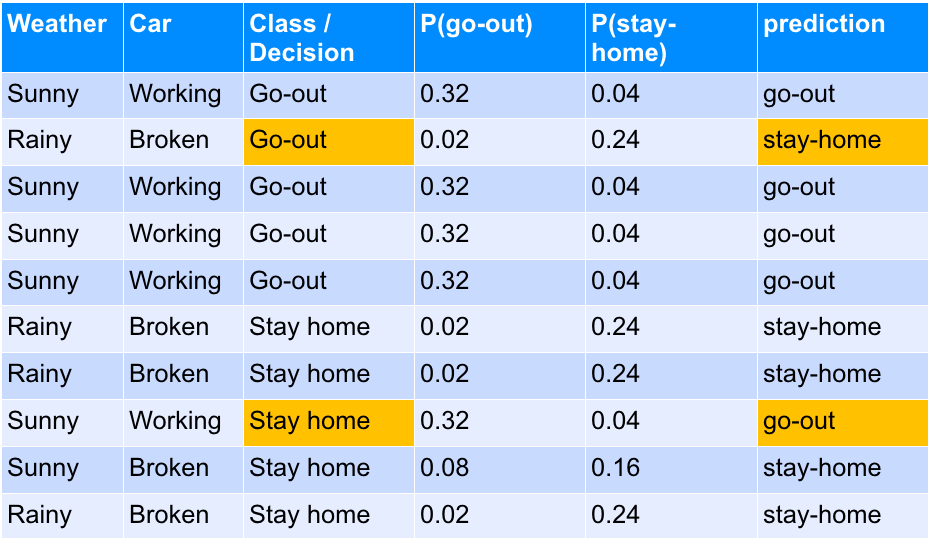 Weather Car Class / Decision P(go-out) P(stay-home) prediction
Sunny Working Go-out 0.32 0.04 go-out
Rainy Broken Go-out 0.02 0.24 stay-home
Sunny Working Go-out 0.32 0.04 go-out
Sunny Working Go-out 0.32 0.04 go-out
Sunny Working Go-out 0.32 0.04 go-out
Rainy Broken Stay home 0.02 0.24 stay-home
Rainy Broken Stay home 0.02 0.24 stay-home
Sunny Working Stay home 0.32 0.04 go-out
Sunny Broken Stay home 0.08 0.16 stay-home
Rainy Broken Stay home 0.02 0.24 stay-home